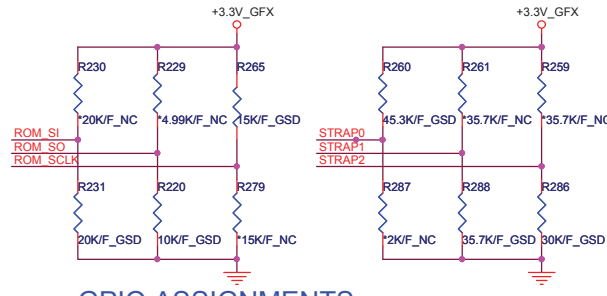 +3.3V_GFX +3.3V_GFX
R230 R229 R265 R260 R261 R259
*20K/F_NC *4.99K/F_NC 15K/F_GSD 45.3K/F_GSD *35.7K/F_NC *35.7K/F_NC
ROM_SI STRAP0
ROM_SO STRAP1
ROM_SCLK STRAP2
R231 R220 R279 R287 R288 R286
20K/F_GSD 10K/F_GSD *15K/F_NC *2K/F_NC 35.7K/F_GSD 30K/F_GSD
GPIO ASSIGNMENTS